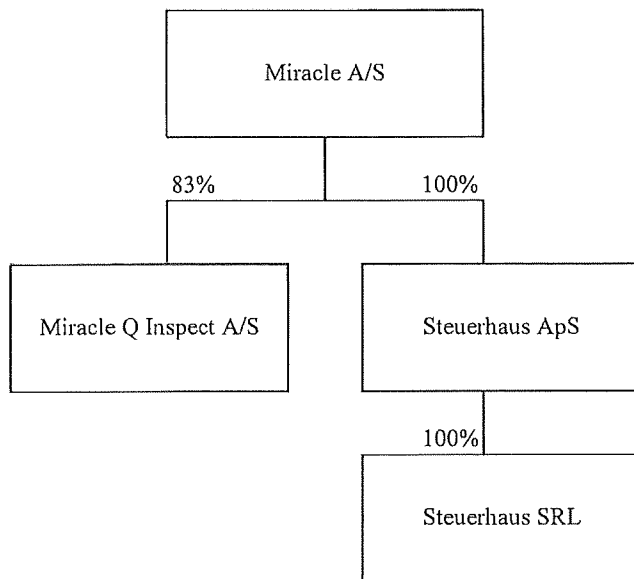 Miracle A/S
83%
100%
Miracle Q Inspect A/S
Steuerhaus ApS
100%
Steuerhaus SRL